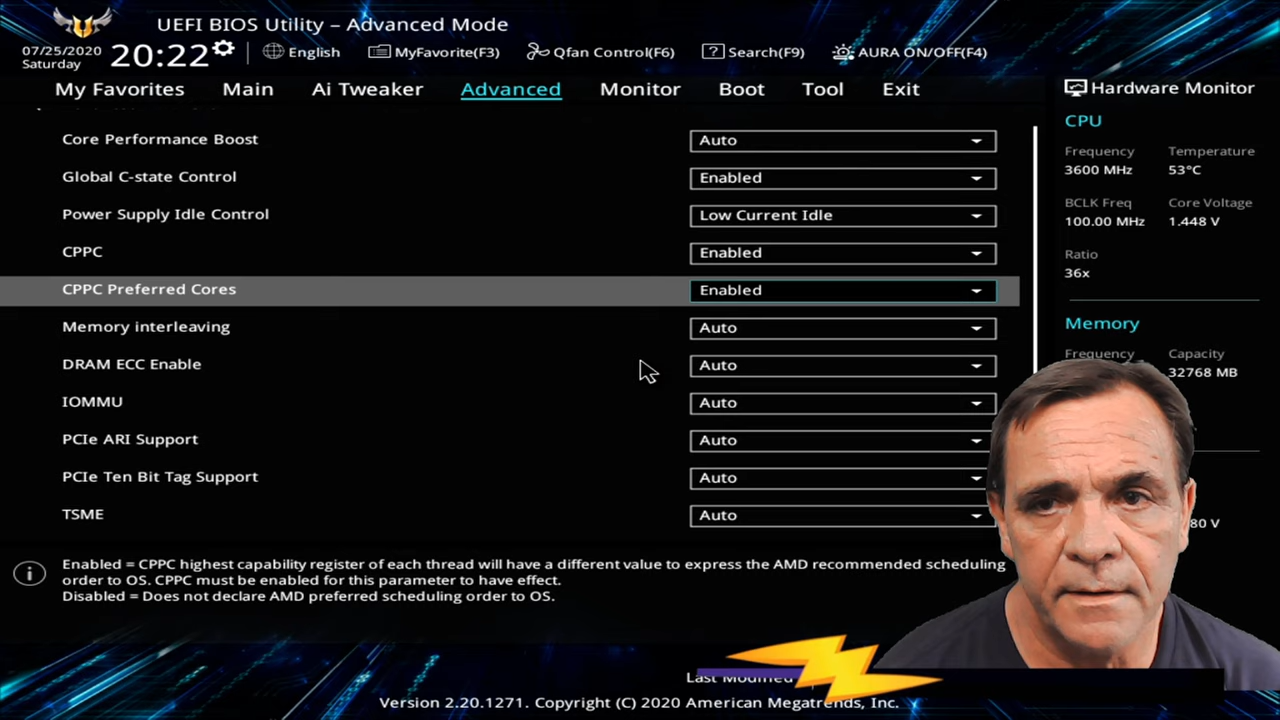 UEFI BIOS Utility – Advanced Mode
07/25/2020
Saturday
20:22
English
MyFavorite(F3)
Qfan Control(F6)
? Search(F9)
AURA ON/OFF(F4)
My Favorites
Main
Ai Tweaker
Advanced
Monitor
Boot
Tool
Exit
Hardware Monitor
Core Performance Boost Auto
Global C-state Control Enabled
Power Supply Idle Control Low Current Idle
CPPC Enabled
CPPC Preferred Cores Enabled
Memory interleaving Auto
DRAM ECC Enable Auto
IOMMU Auto
PCIe ARI Support Auto
PCIe Ten Bit Tag Support Auto
TSME Auto
CPU
Frequency Temperature
3600 MHz 53°C
BCLK Freq Core Voltage
100.00 MHz 1.448 V
Ratio
36x
Memory
Frequency Capacity
32768 MB
80 V
i
Enabled = CPPC highest capability register of each thread will have a different value to express the AMD recommended scheduling
order to OS. CPPC must be enabled for this parameter to have effect.
Disabled = Does not declare AMD preferred scheduling order to OS.
Last Modified
Version 2.20.1271. Copyright (C) 2020 American Megatrends, Inc.